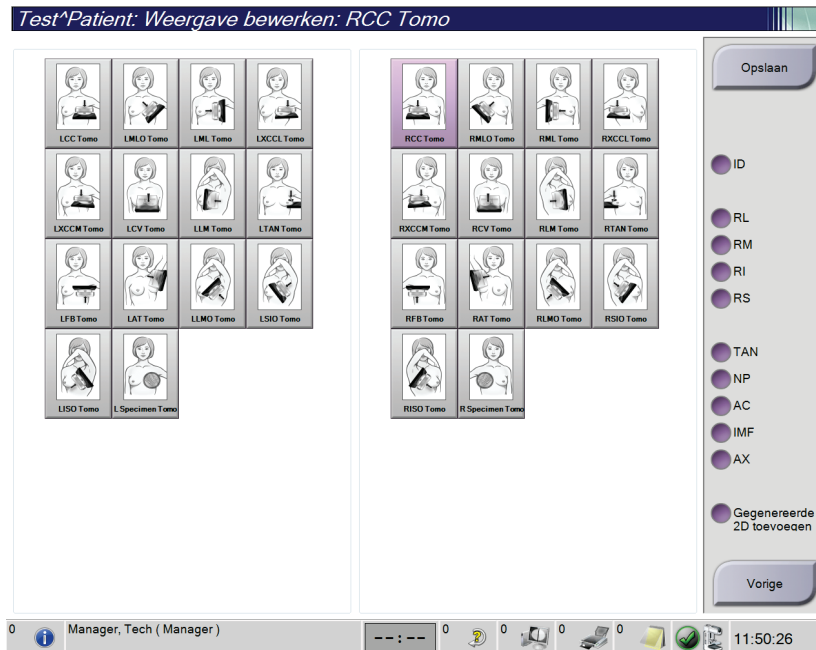 Test^Patient: Weergave bewerken: RCC Tomo
LCC Tomo LMLO Tomo LML Tomo LXCCL Tomo
LXCCM Tomo LCV Tomo LLM Tomo LTAN Tomo
LFB Tomo LAT Tomo LLMO Tomo LSIO Tomo
LISO Tomo L Specimen Tomo
RCC Tomo RMLO Tomo RML Tomo RXCCL Tomo
RXCCM Tomo RCV Tomo RLM Tomo RTAN Tomo
RFB Tomo RAT Tomo RLMO Tomo RSIO Tomo
RISO Tomo R Specimen Tomo
Opslaan
ID
RL
RM
RI
RS
TAN
NP
AC
IMF
AX
Gegenereerde
2D toevoegen
Vorige
0 Manager, Tech ( Manager ) --:-- 0 0 0 0 11:50:26